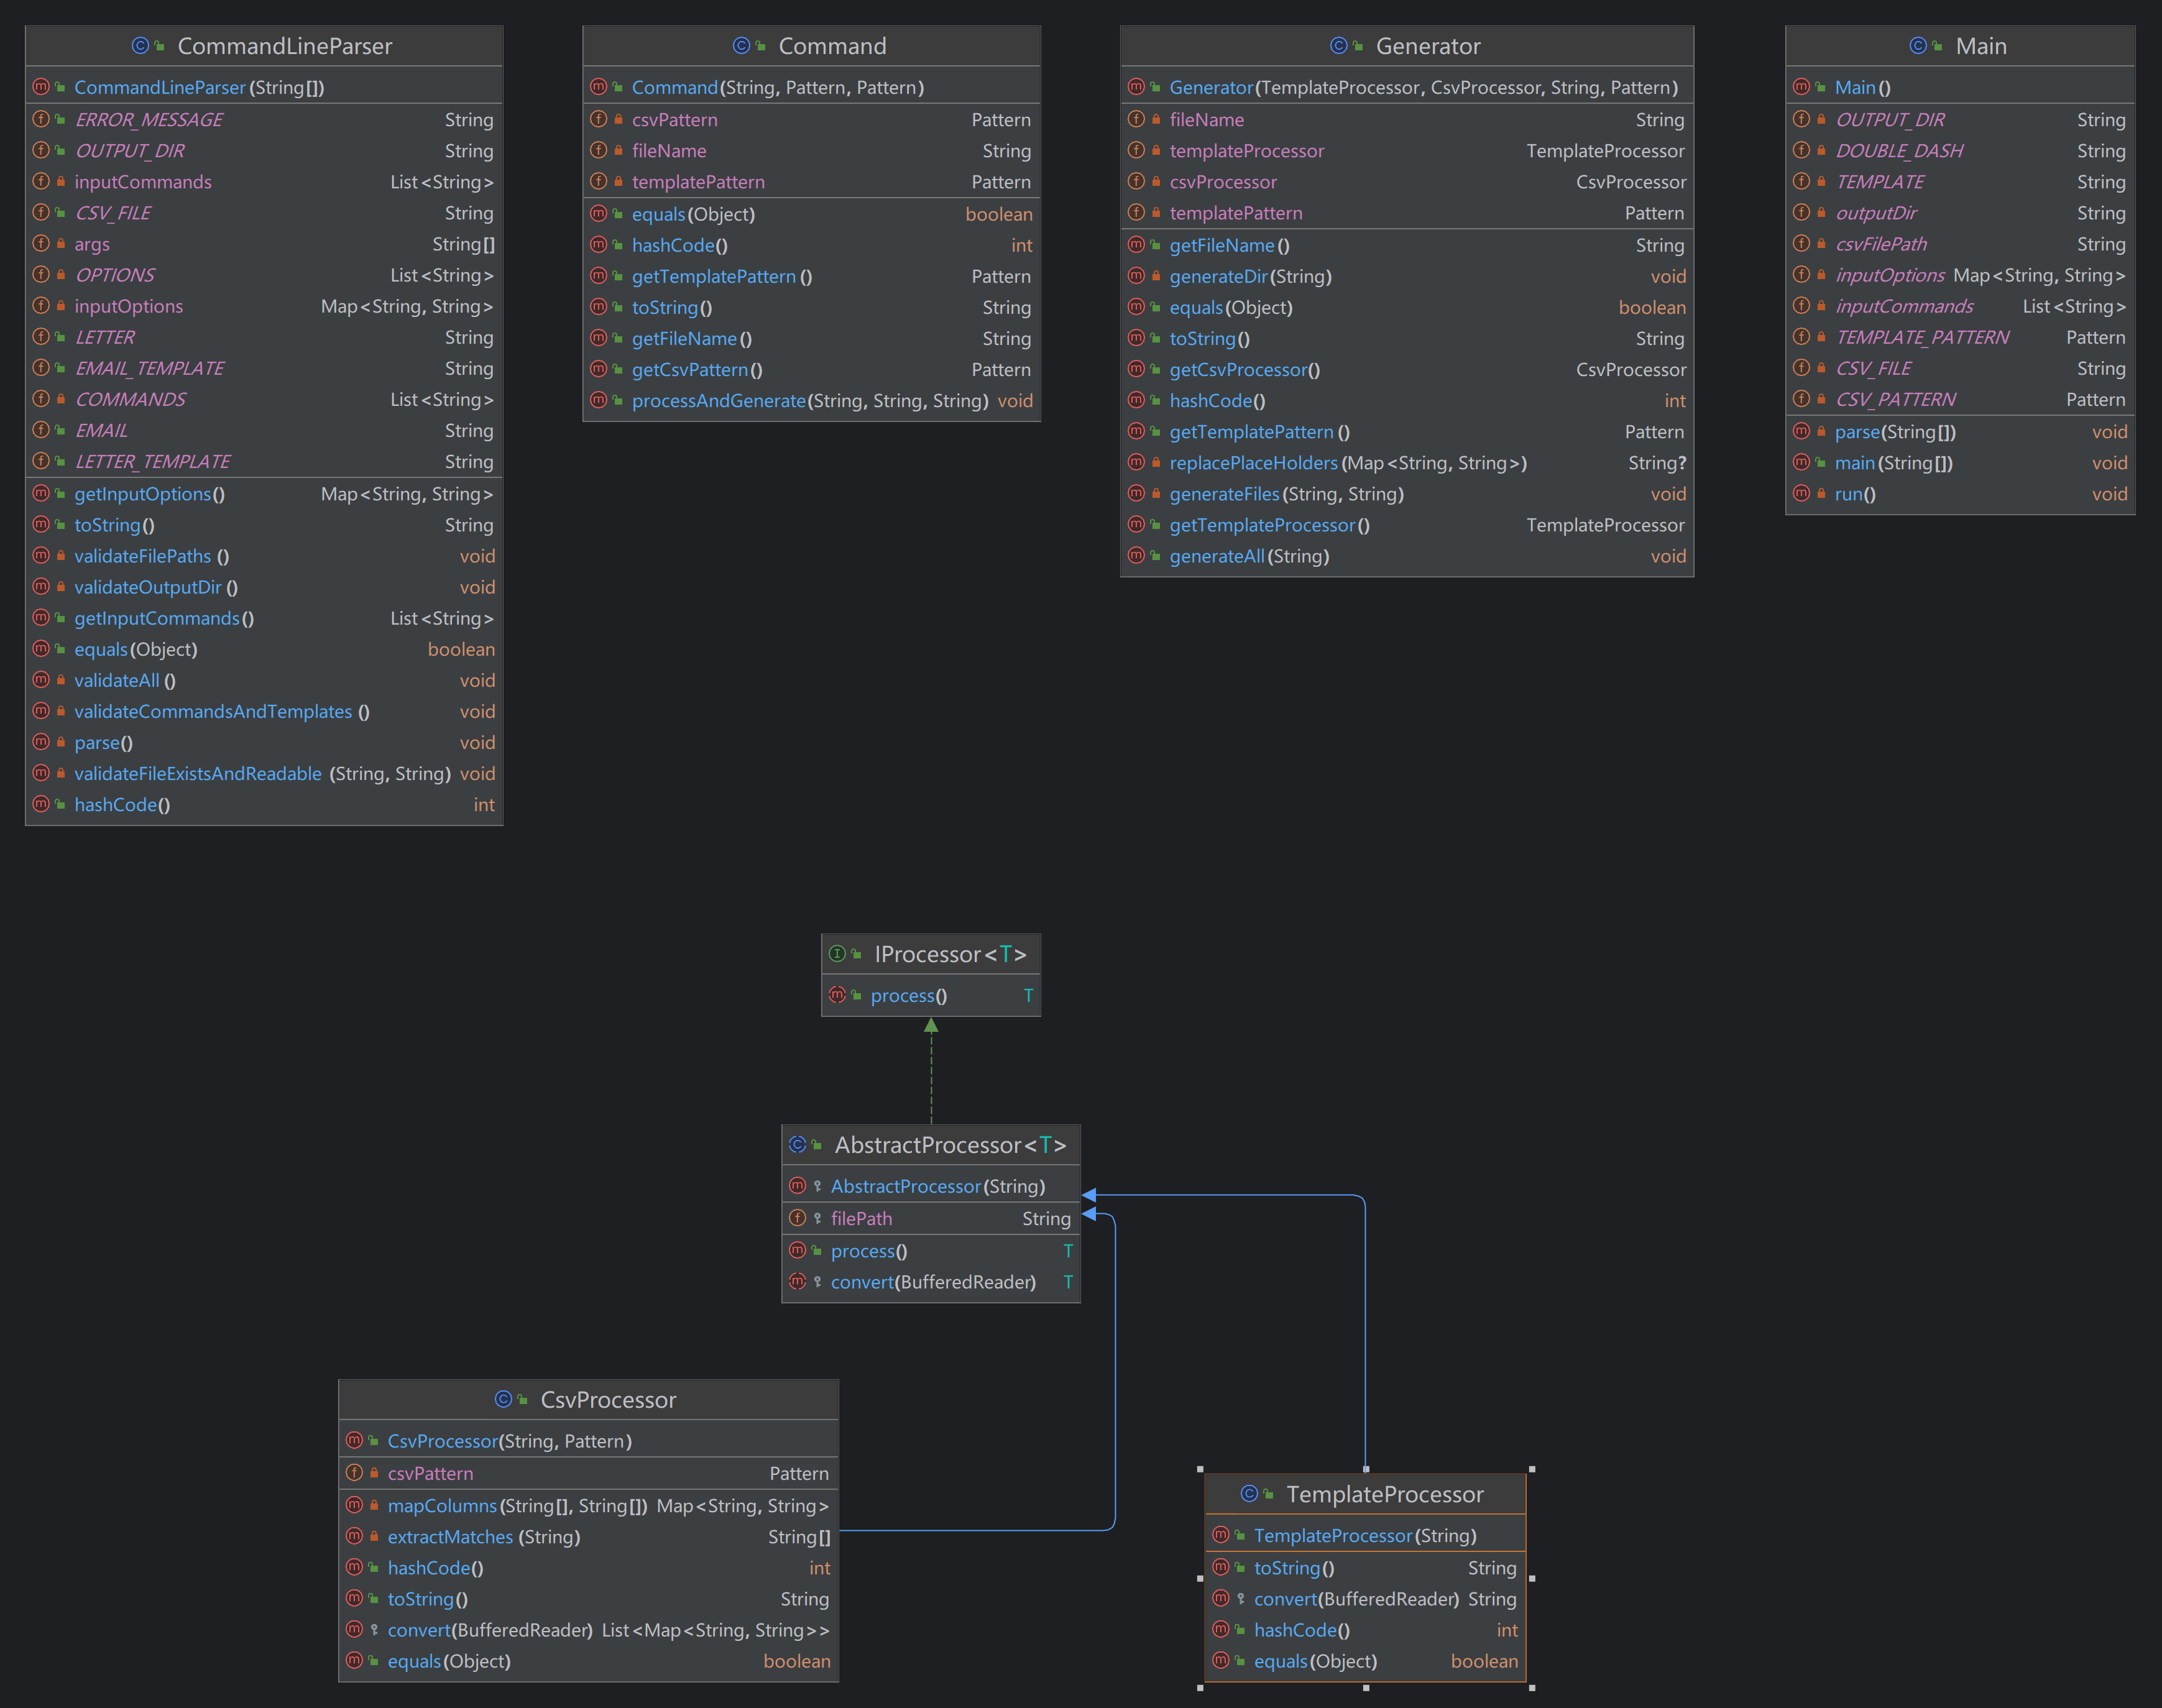 CommandLineParser
CommandLineParser(String[])
ERROR_MESSAGE String
OUTPUT_DIR String
inputCommands List<String>
CSV_FILE String
args String[]
OPTIONS List<String>
inputOptions Map<String, String>
LETTER String
EMAIL_TEMPLATE String
COMMANDS List<String>
EMAIL String
LETTER_TEMPLATE String
getInputOptions() Map<String, String>
toString() String
validateFilePaths() void
validateOutputDir() void
getInputCommands() List<String>
equals(Object) boolean
validateAll() void
validateCommandsAndTemplates() void
parse() void
validateFileExistsAndReadable(String, String) void
hashCode() int
Command
Command(String, Pattern, Pattern)
csvPattern Pattern
fileName String
templatePattern Pattern
equals(Object) boolean
hashCode() int
getTemplatePattern() Pattern
toString() String
getFileName() String
getCsvPattern() Pattern
processAndGenerate(String, String, String) void
Generator
Generator(TemplateProcessor, CsvProcessor, String, Pattern)
fileName String
templateProcessor TemplateProcessor
csvProcessor CsvProcessor
templatePattern Pattern
getFileName() String
generateDir(String) void
equals(Object) boolean
toString() String
getCsvProcessor() CsvProcessor
hashCode() int
getTemplatePattern() Pattern
replacePlaceHolders(Map<String, String>) String?
generateFiles(String, String) void
getTemplateProcessor() TemplateProcessor
generateAll(String) void
Main
Main()
OUTPUT_DIR String
DOUBLE_DASH String
TEMPLATE String
outputDir String
csvFilePath String
inputOptions Map<String, String>
inputCommands List<String>
TEMPLATE_PATTERN Pattern
CSV_FILE String
CSV_PATTERN Pattern
parse(String[]) void
main(String[]) void
run() void
IProcessor<T>
process() T
AbstractProcessor<T>
AbstractProcessor(String)
filePath String
process() T
convert(BufferedReader) T
CsvProcessor
CsvProcessor(String, Pattern)
csvPattern Pattern
mapColumns(String[], String[]) Map<String, String>
extractMatches(String) String[]
hashCode() int
toString() String
convert(BufferedReader) List<Map<String, String>>
equals(Object) boolean
TemplateProcessor
TemplateProcessor(String)
toString() String
convert(BufferedReader) String
hashCode() int
equals(Object) boolean